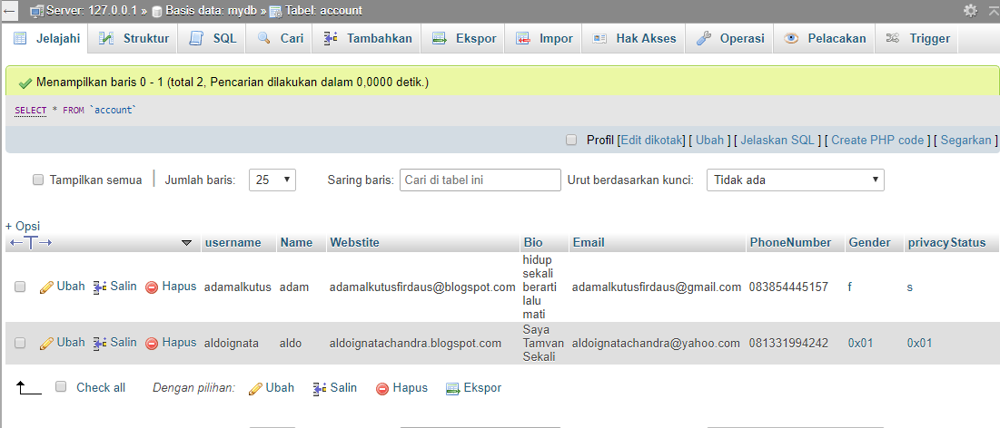 Server: 127.0.0.1 » Basis data: mydb » Tabel: account
Jelajahi Struktur SQL Cari Tambahkan Ekspor Impor Hak Akses Operasi Pelacakan Trigger
Menampilkan baris 0 - 1 (total 2, Pencarian dilakukan dalam 0,0000 detik.)
SELECT * FROM `account`
Profil [Edit dikotak] [ Ubah ] [ Jelaskan SQL ] [ Create PHP code ] [ Segarkan ]
Tampilkan semua | Jumlah baris: 25 Saring baris: Cari di tabel ini Urut berdasarkan kunci: Tidak ada
+ Opsi
username Name Webstite Bio Email PhoneNumber Gender privacyStatus
hidup
sekali
Ubah Salin Hapus adamalkutus adam adamalkutusfirdaus@blogspot.com berarti adamalkutusfirdaus@gmail.com 083854445157 f s
lalu
mati
Saya
Ubah Salin Hapus aldoignata aldo aldoignatachandra.blogspot.com Tamvan aldoignatachandra@yahoo.com 081331994242 0x01 0x01
Sekali
Check all Dengan pilihan: Ubah Salin Hapus Ekspor